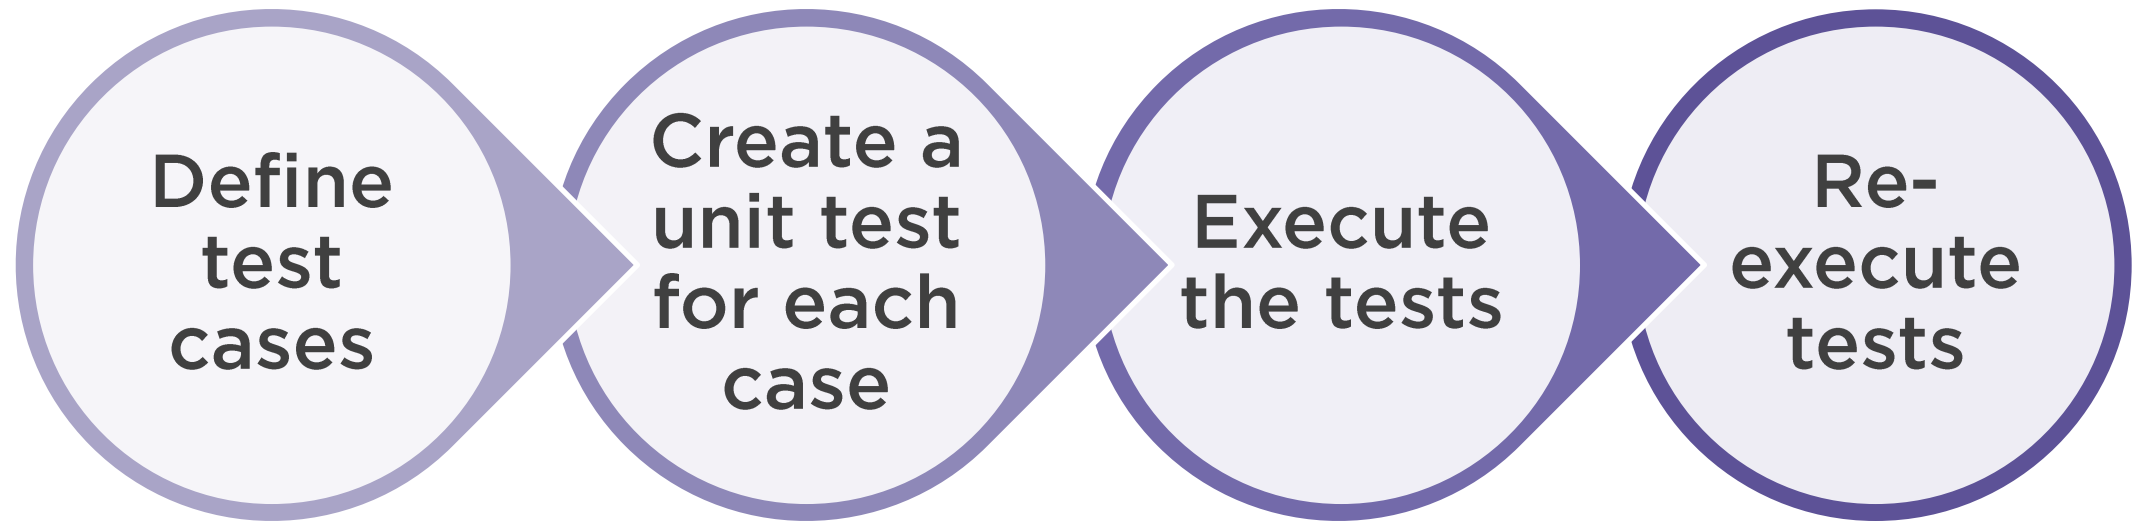 Define
test
cases
Create a
unit test
for each
case
Execute
the tests
Re-
execute
tests